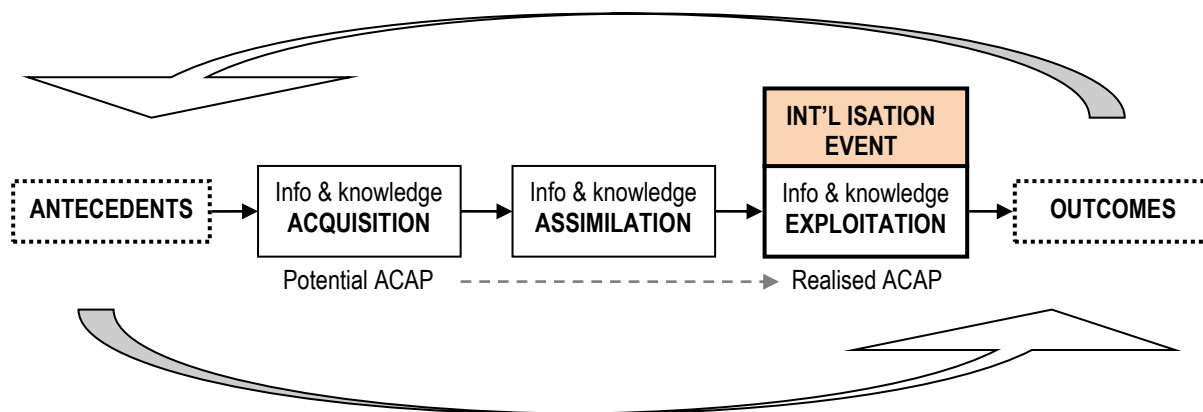 INT'L ISATION
EVENT
ANTECEDENTS
Info & knowledge
ACQUISITION
Info & knowledge
ASSIMILATION
Info & knowledge
EXPLOITATION
OUTCOMES
Potential ACAP
Realised ACAP